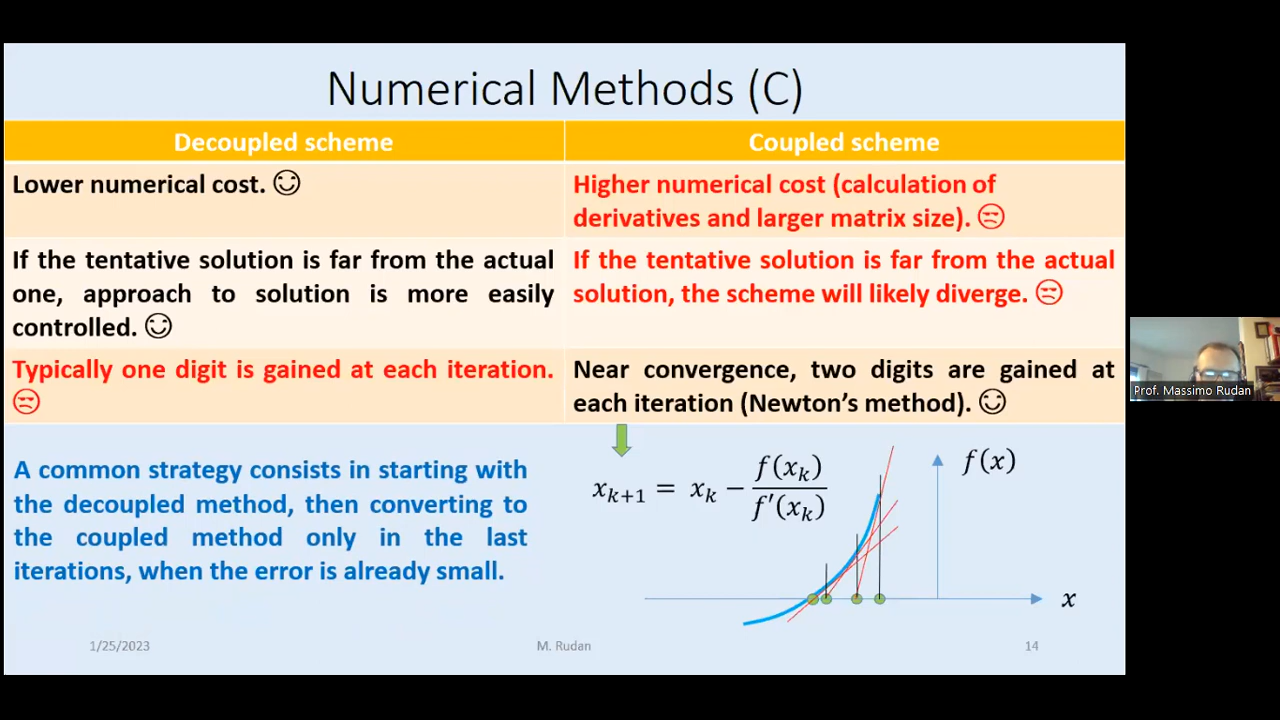 Numerical Methods (C)
Decoupled scheme
Coupled scheme
Lower numerical cost.
Higher numerical cost (calculation of
derivatives and larger matrix size).
If the tentative solution is far from the actual
one, approach to solution is more easily
controlled.
If the tentative solution is far from the actual
solution, the scheme will likely diverge.
Typically one digit is gained at each iteration.
Near convergence, two digits are gained at
each iteration (Newton's method).
A common strategy consists in starting with
the decoupled method, then converting to
the coupled method only in the last
iterations, when the error is already small.
x_{k+1} = x_k − f(x_k) / f′(x_k)
f(x)
x
1/25/2023
M. Rudan
14
Prof. Massimo Rudan